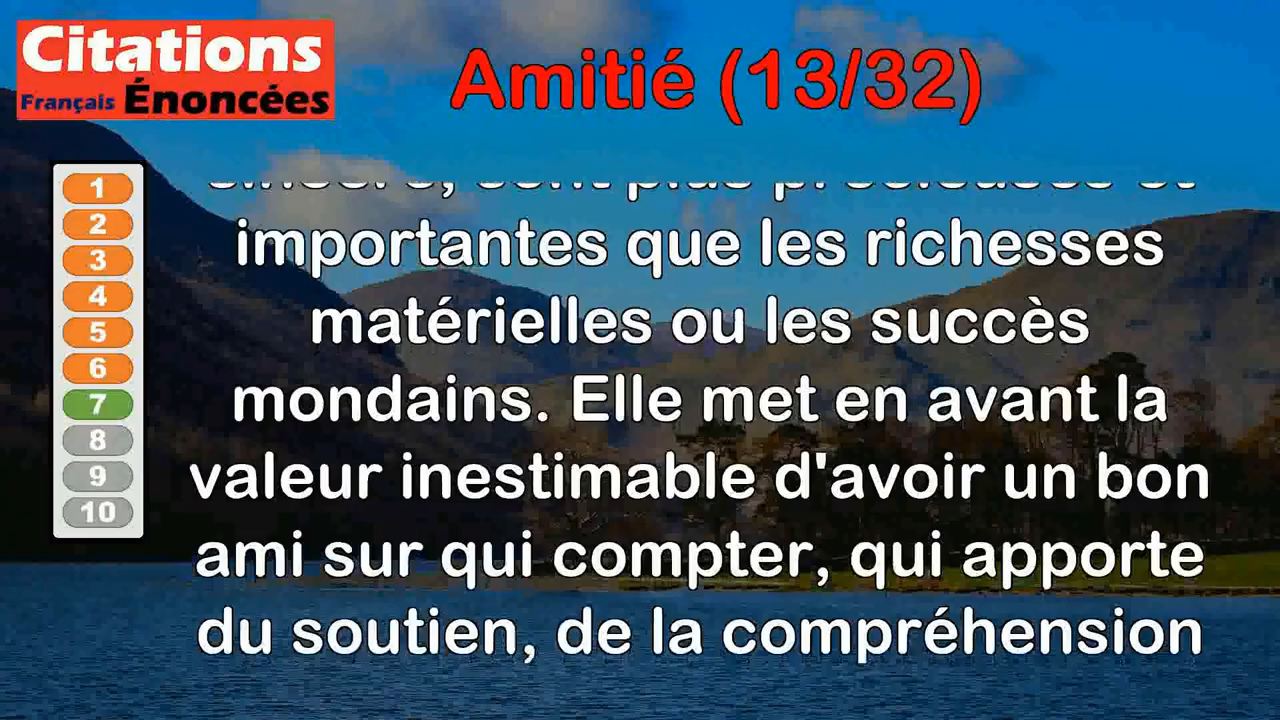 Citations
Français Énoncées
Amitié (13/32)
1
2
3
4
5
6
7
8
9
10
importantes que les richesses
matérielles ou les succès
mondains. Elle met en avant la
valeur inestimable d'avoir un bon
ami sur qui compter, qui apporte
du soutien, de la compréhension